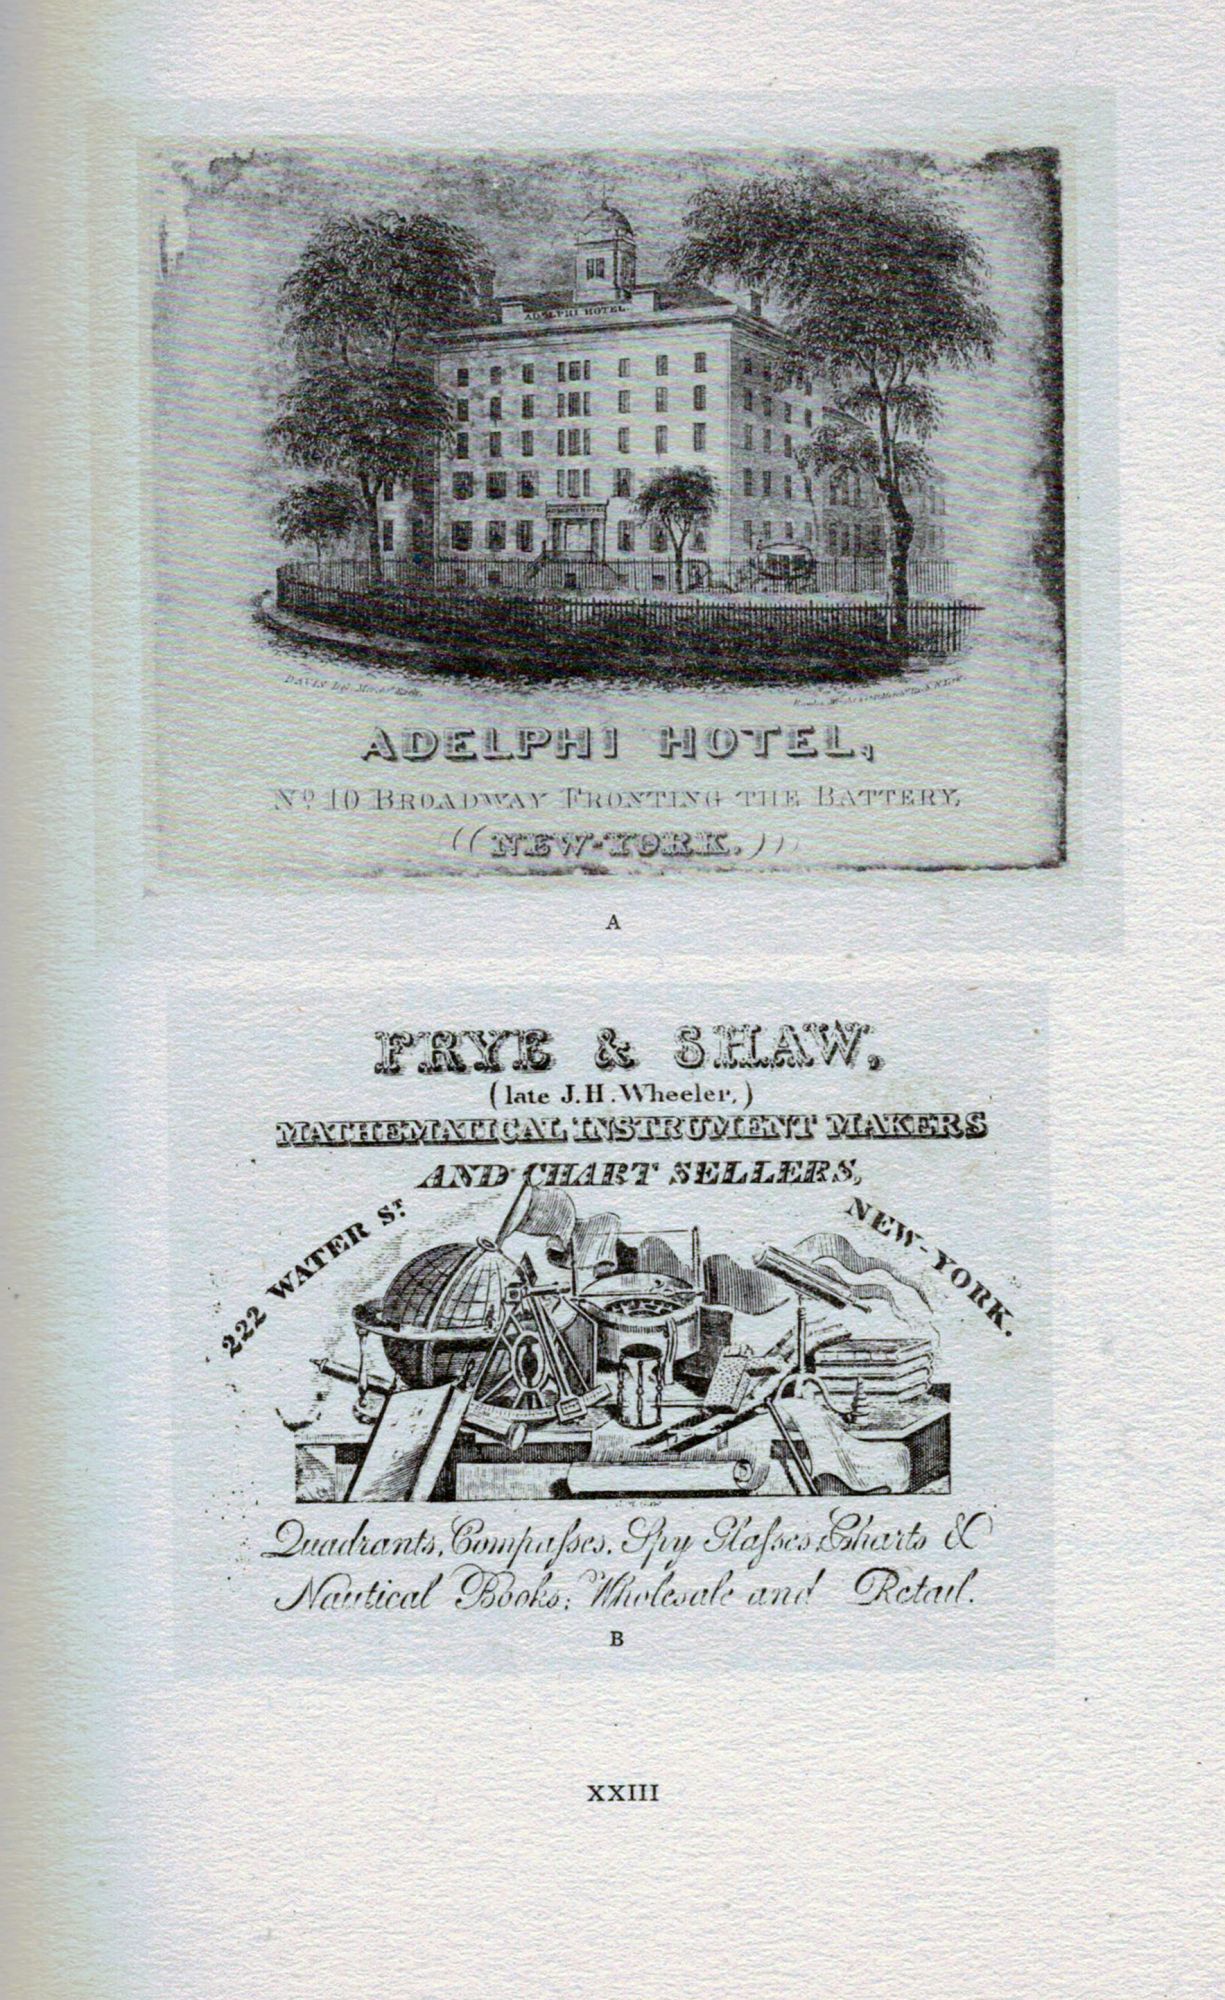 ADELPHI HOTEL
DAVIS Del.
ADELPHI HOTEL,
Nº 10 BROADWAY FRONTING THE BATTERY,
((NEW-YORK.))
A
FRYE & SHAW,
(late J.H. Wheeler,)
MATHEMATICAL INSTRUMENT MAKERS
AND CHART SELLERS,
222 WATER ST
NEW-YORK.
Quadrants, Compaſses, Spy Glaſses, Charts &
Nautical Books; Wholesale and Retail.
B
XXIII